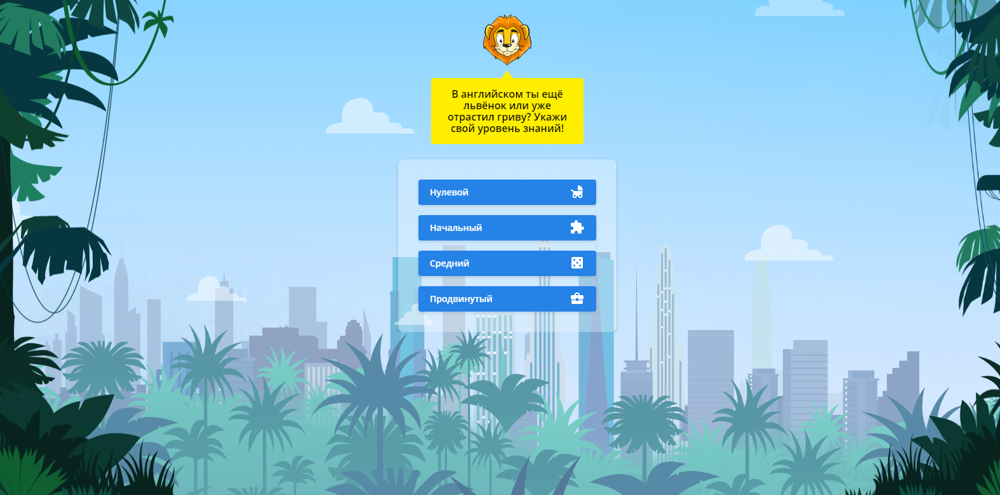 В английском ты ещё
львёнок или уже
отрастил гриву? Укажи
свой уровень знаний!
Нулевой
Начальный
Средний
Продвинутый